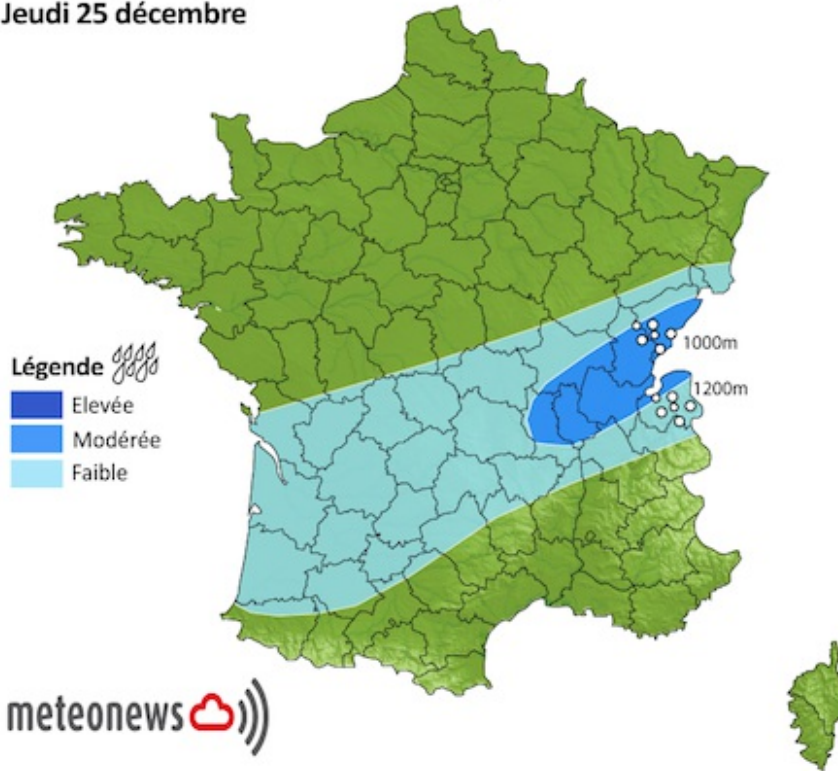 Jeudi 25 décembre
1000m
1200m
Légende
Elevée
Modérée
Faible
meteonews